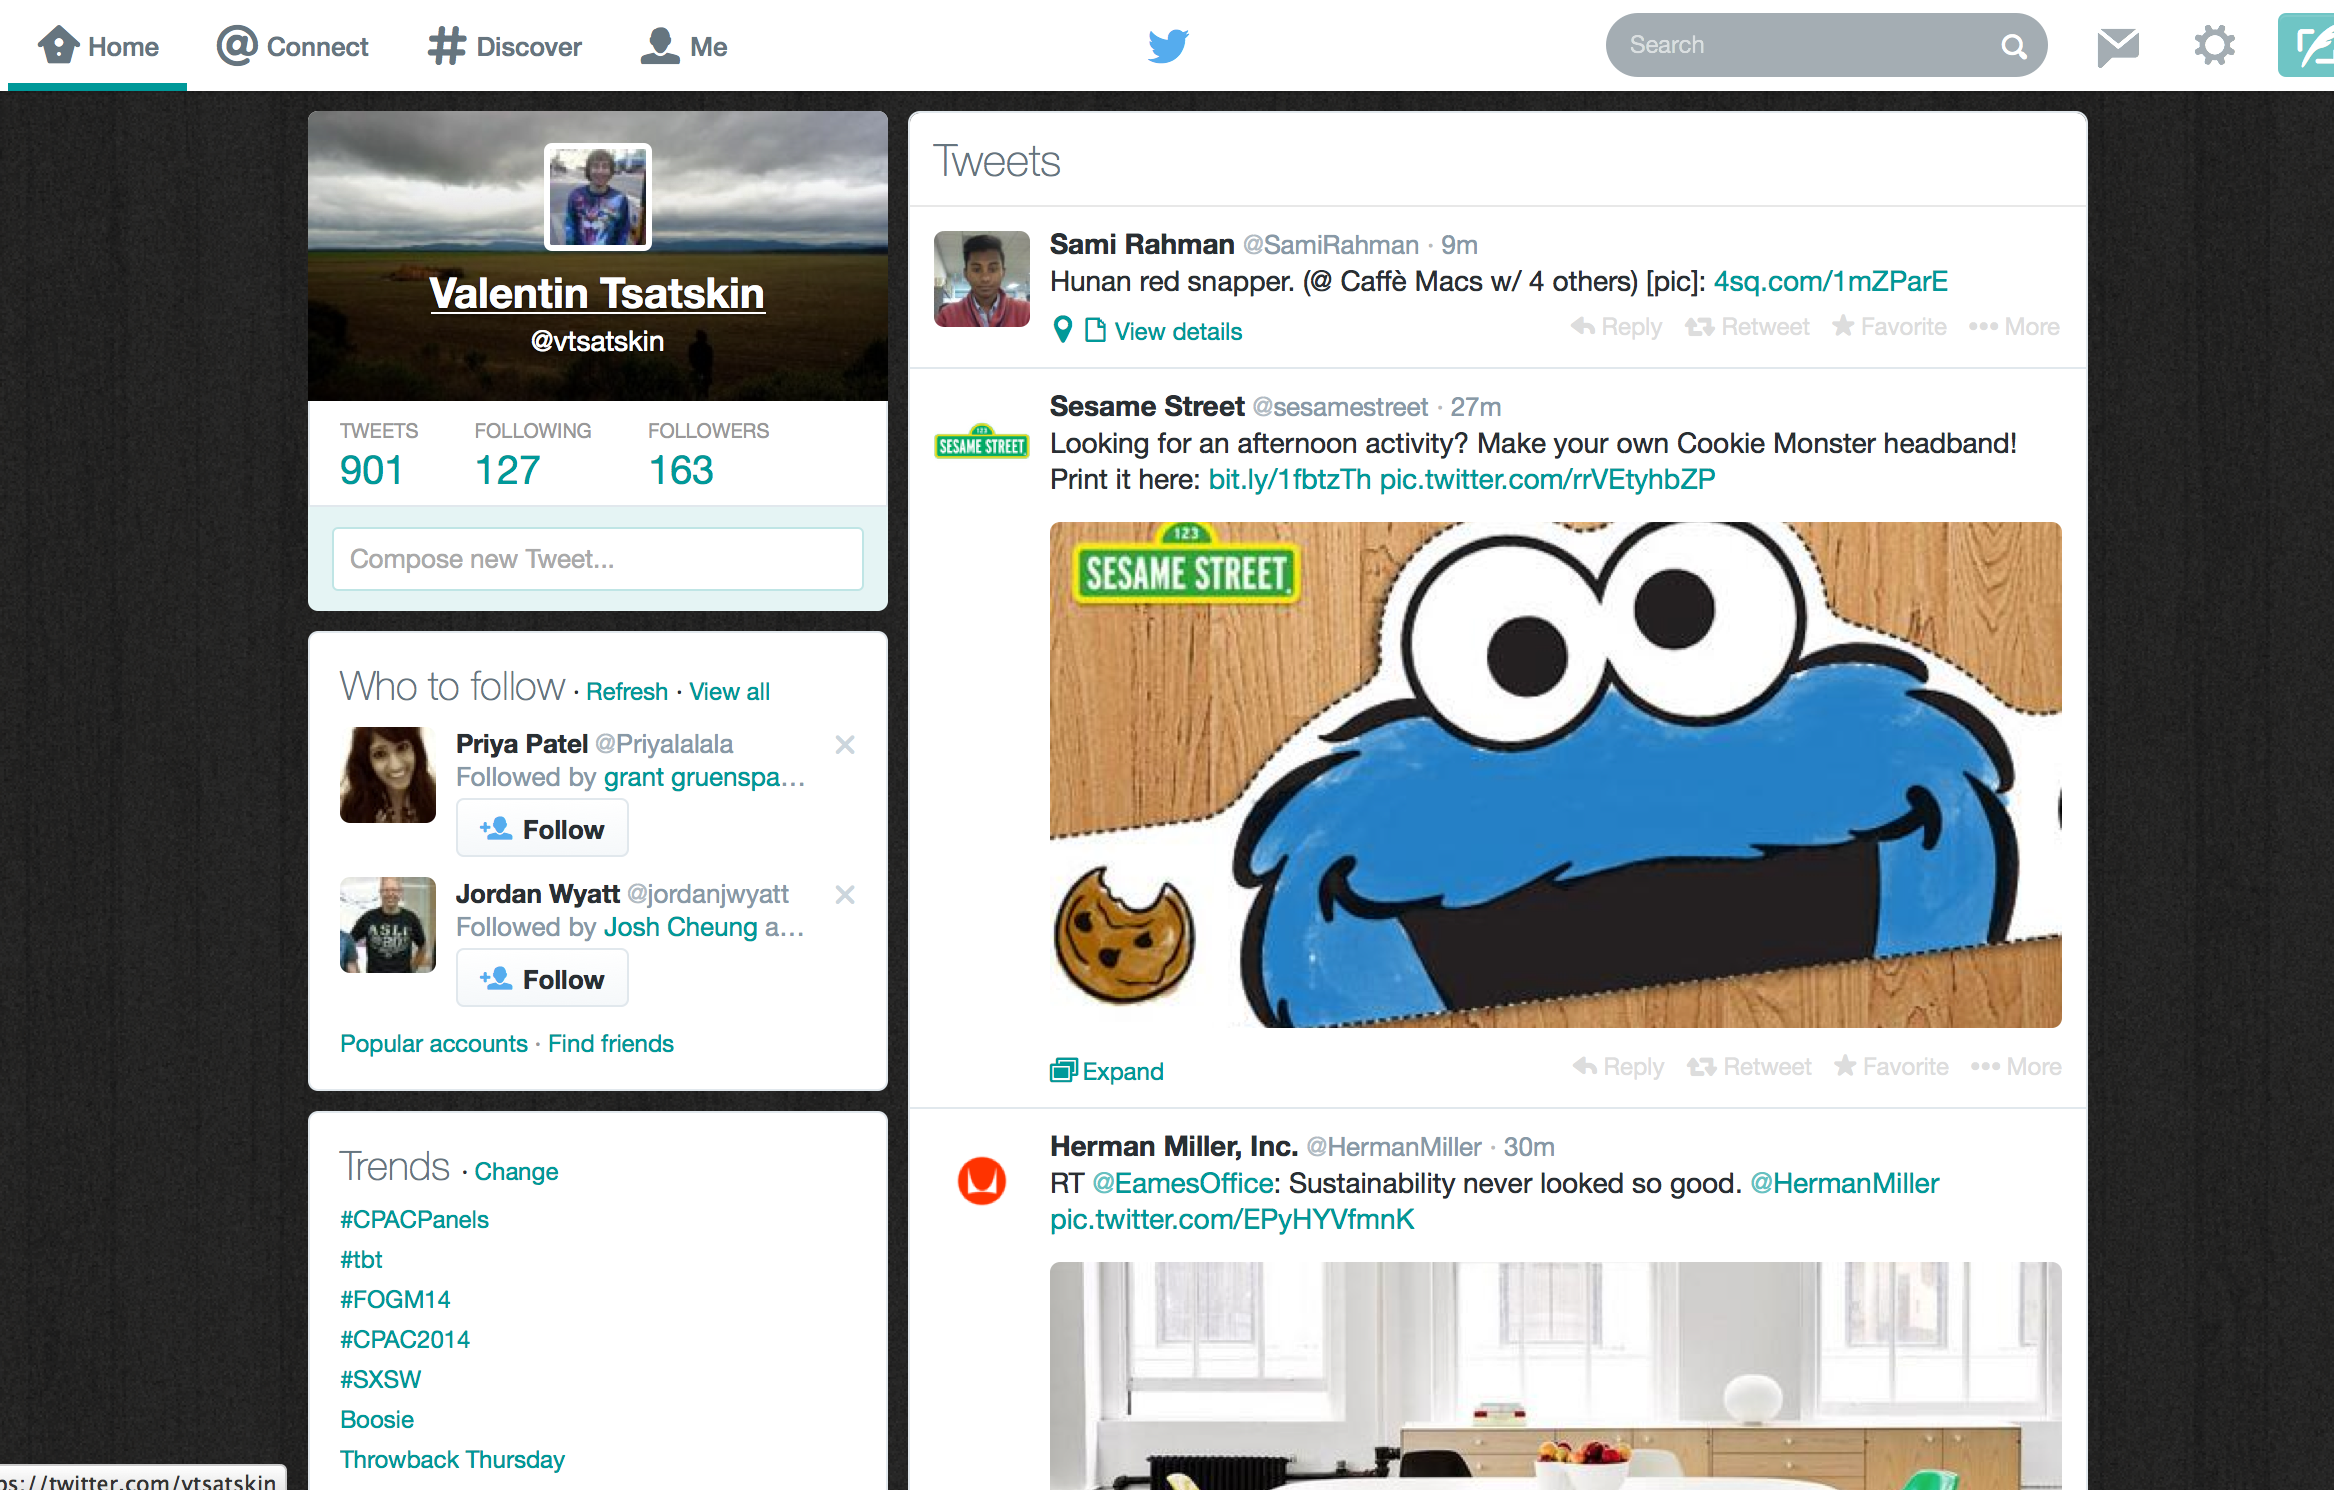 Home
Connect
Discover
Me
Search
Valentin Tsatskin
@vtsatskin
TWEETS FOLLOWING FOLLOWERS
901 127 163
Compose new Tweet...
Who to follow · Refresh · View all
Priya Patel @Priyalalala
Followed by grant gruenspa...
Follow
Jordan Wyatt @jordanjwyatt
Followed by Josh Cheung a...
Follow
Popular accounts · Find friends
Trends · Change
#CPACPanels
#tbt
#FOGM14
#CPAC2014
#SXSW
Boosie
Throwback Thursday
Tweets
Sami Rahman @SamiRahman · 9m
Hunan red snapper. (@ Caffè Macs w/ 4 others) [pic]: 4sq.com/1mZParE
View details
Reply Retweet Favorite More
123
SESAME STREET
Sesame Street @sesamestreet · 27m
Looking for an afternoon activity? Make your own Cookie Monster headband!
Print it here: bit.ly/1fbtzTh pic.twitter.com/rrVEtyhbZP
123
SESAME STREET
Expand
Reply Retweet Favorite More
Herman Miller, Inc. @HermanMiller · 30m
RT @EamesOffice: Sustainability never looked so good. @HermanMiller
pic.twitter.com/EPyHYVfmnK
ps://twitter.com/vtsatskin